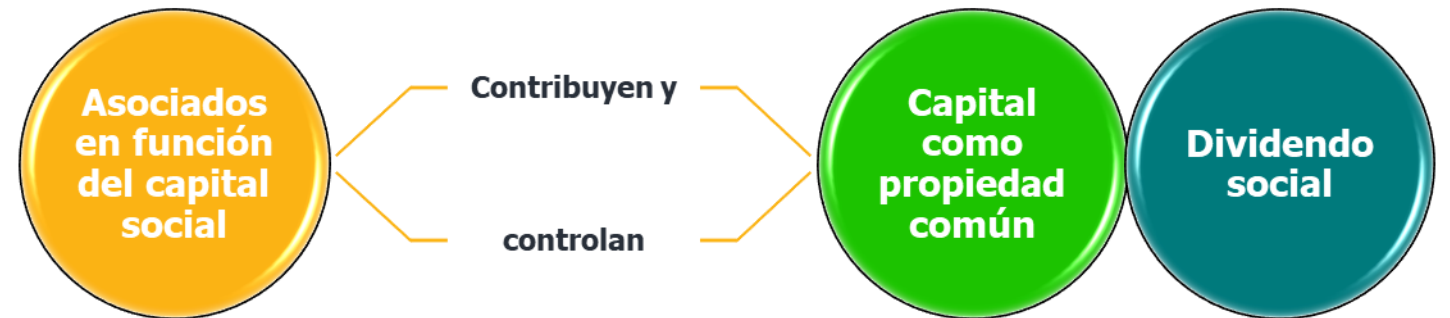 Asociados
en función
del capital
social
Contribuyen y
controlan
Capital
como
propiedad
común
Dividendo
social